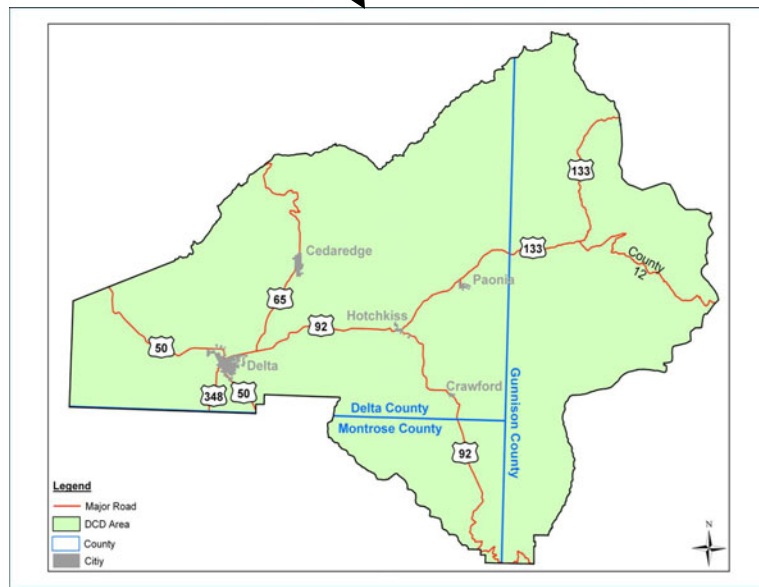 133
133
County
12
Cedaredge
Paonia
65
Hotchkiss
92
50
Delta
348
50
Crawford
Delta County
Montrose County
Gunnison County
92
Legend
Major Road
DCD Area
County
Citiy
N